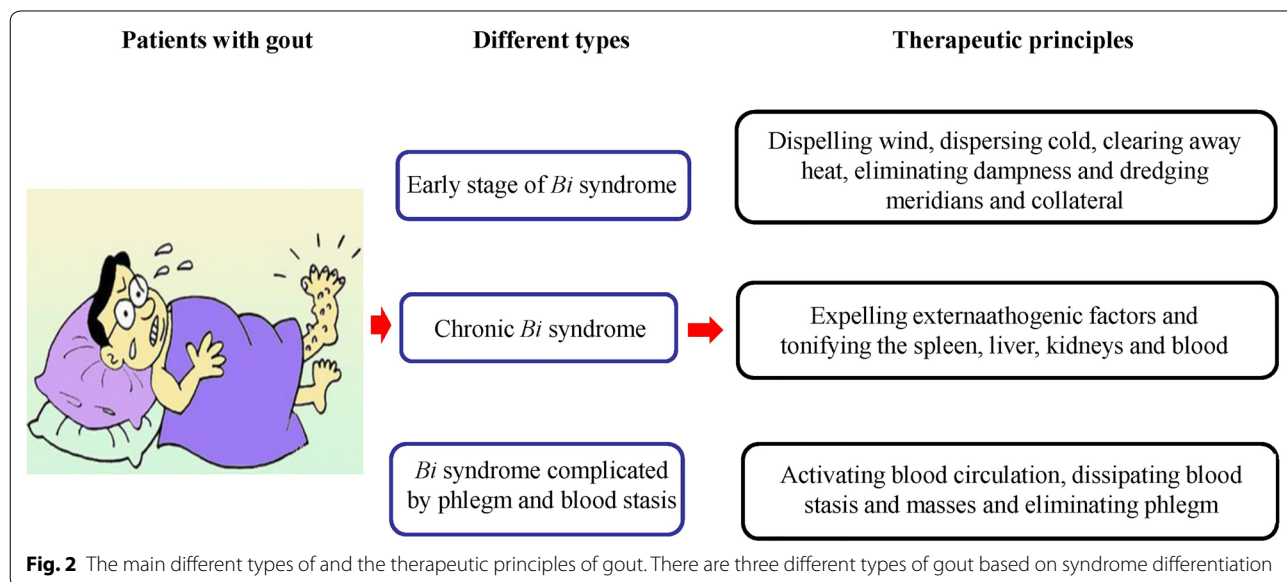 Patients with gout
Different types
Therapeutic principles
Early stage of Bi syndrome
Dispelling wind, dispersing cold, clearing away
heat, eliminating dampness and dredging
meridians and collateral
Chronic Bi syndrome
Expelling externaathogenic factors and
tonifying the spleen, liver, kidneys and blood
Bi syndrome complicated
by phlegm and blood stasis
Activating blood circulation, dissipating blood
stasis and masses and eliminating phlegm
Fig. 2 The main different types of and the therapeutic principles of gout. There are three different types of gout based on syndrome differentiation